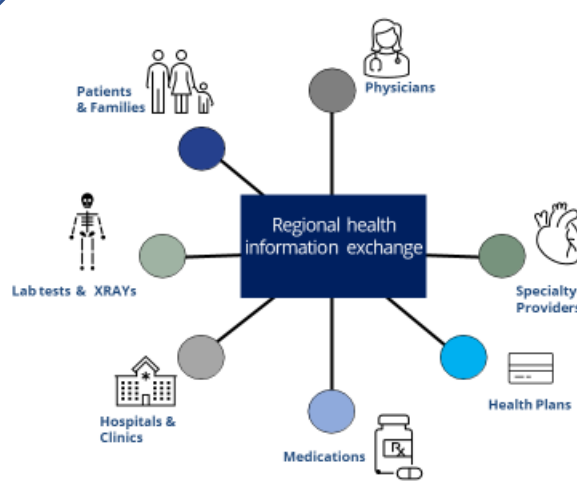 Physicians
Patients
& Families
Regional health
information exchange
Lab tests & XRAYs
Specialty
Providers
Health Plans
Hospitals &
Clinics
Medications
Rx